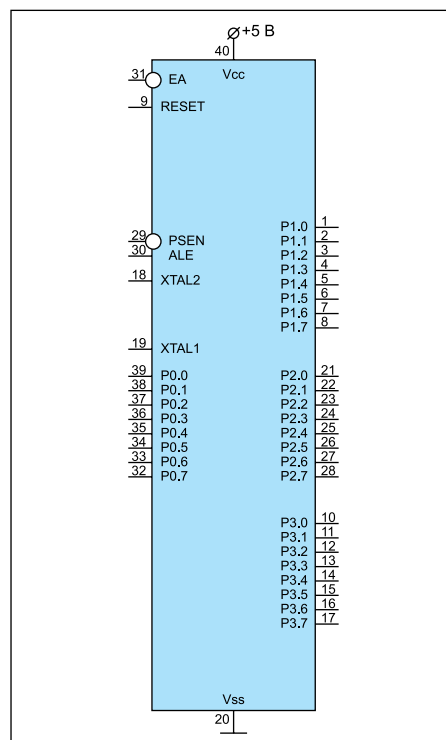 +5 В
40
Vcc
31 EA
9 RESET
29 PSEN
30 ALE
18 XTAL2
19 XTAL1
39 P0.0
38 P0.1
37 P0.2
36 P0.3
35 P0.4
34 P0.5
33 P0.6
32 P0.7
P1.0 1
P1.1 2
P1.2 3
P1.3 4
P1.4 5
P1.5 6
P1.6 7
P1.7 8
P2.0 21
P2.1 22
P2.2 23
P2.3 24
P2.4 25
P2.5 26
P2.6 27
P2.7 28
P3.0 10
P3.1 11
P3.2 12
P3.3 13
P3.4 14
P3.5 15
P3.6 16
P3.7 17
Vss
20